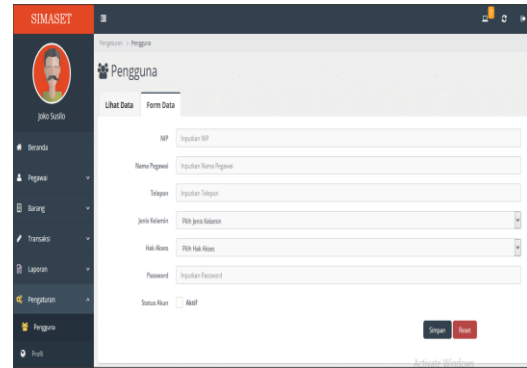 SIMASET
Pengaturan > Pengguna
Pengguna
Joko Susilo
Lihat Data Form Data
NIP Inputkan NIP
Nama Pegawai Inputkan Nama Pegawai
Telepon Inputkan Telepon
Jenis Kelamin Pilih Jenis Kelamin
Hak Akses Pilih Hak Akses
Password Inputkan Password
Status Akun Aktif
Simpan Reset
Beranda
Pegawai
Barang
Transaksi
Laporan
Pengaturan
Pengguna
Profil
Activate Windows